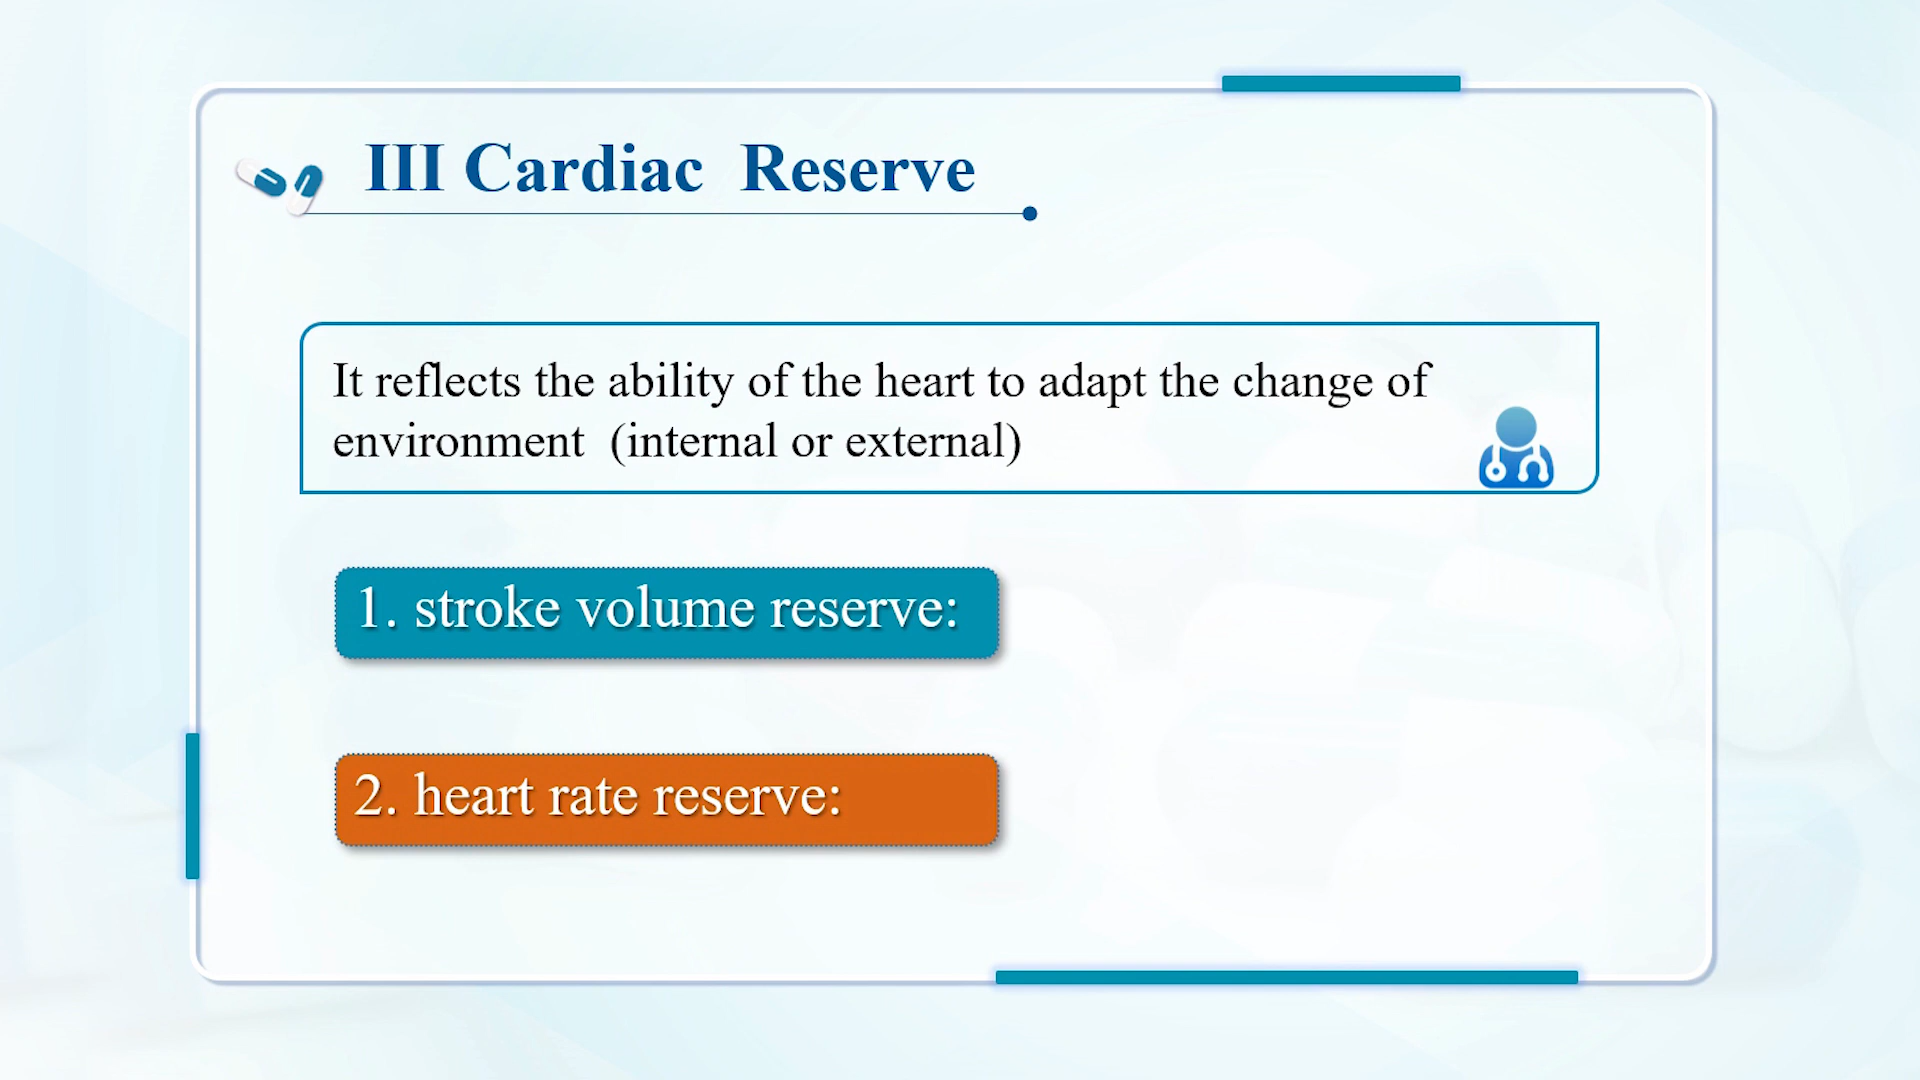 III Cardiac Reserve
It reflects the ability of the heart to adapt the change of
environment (internal or external)
1. stroke volume reserve:
2. heart rate reserve: